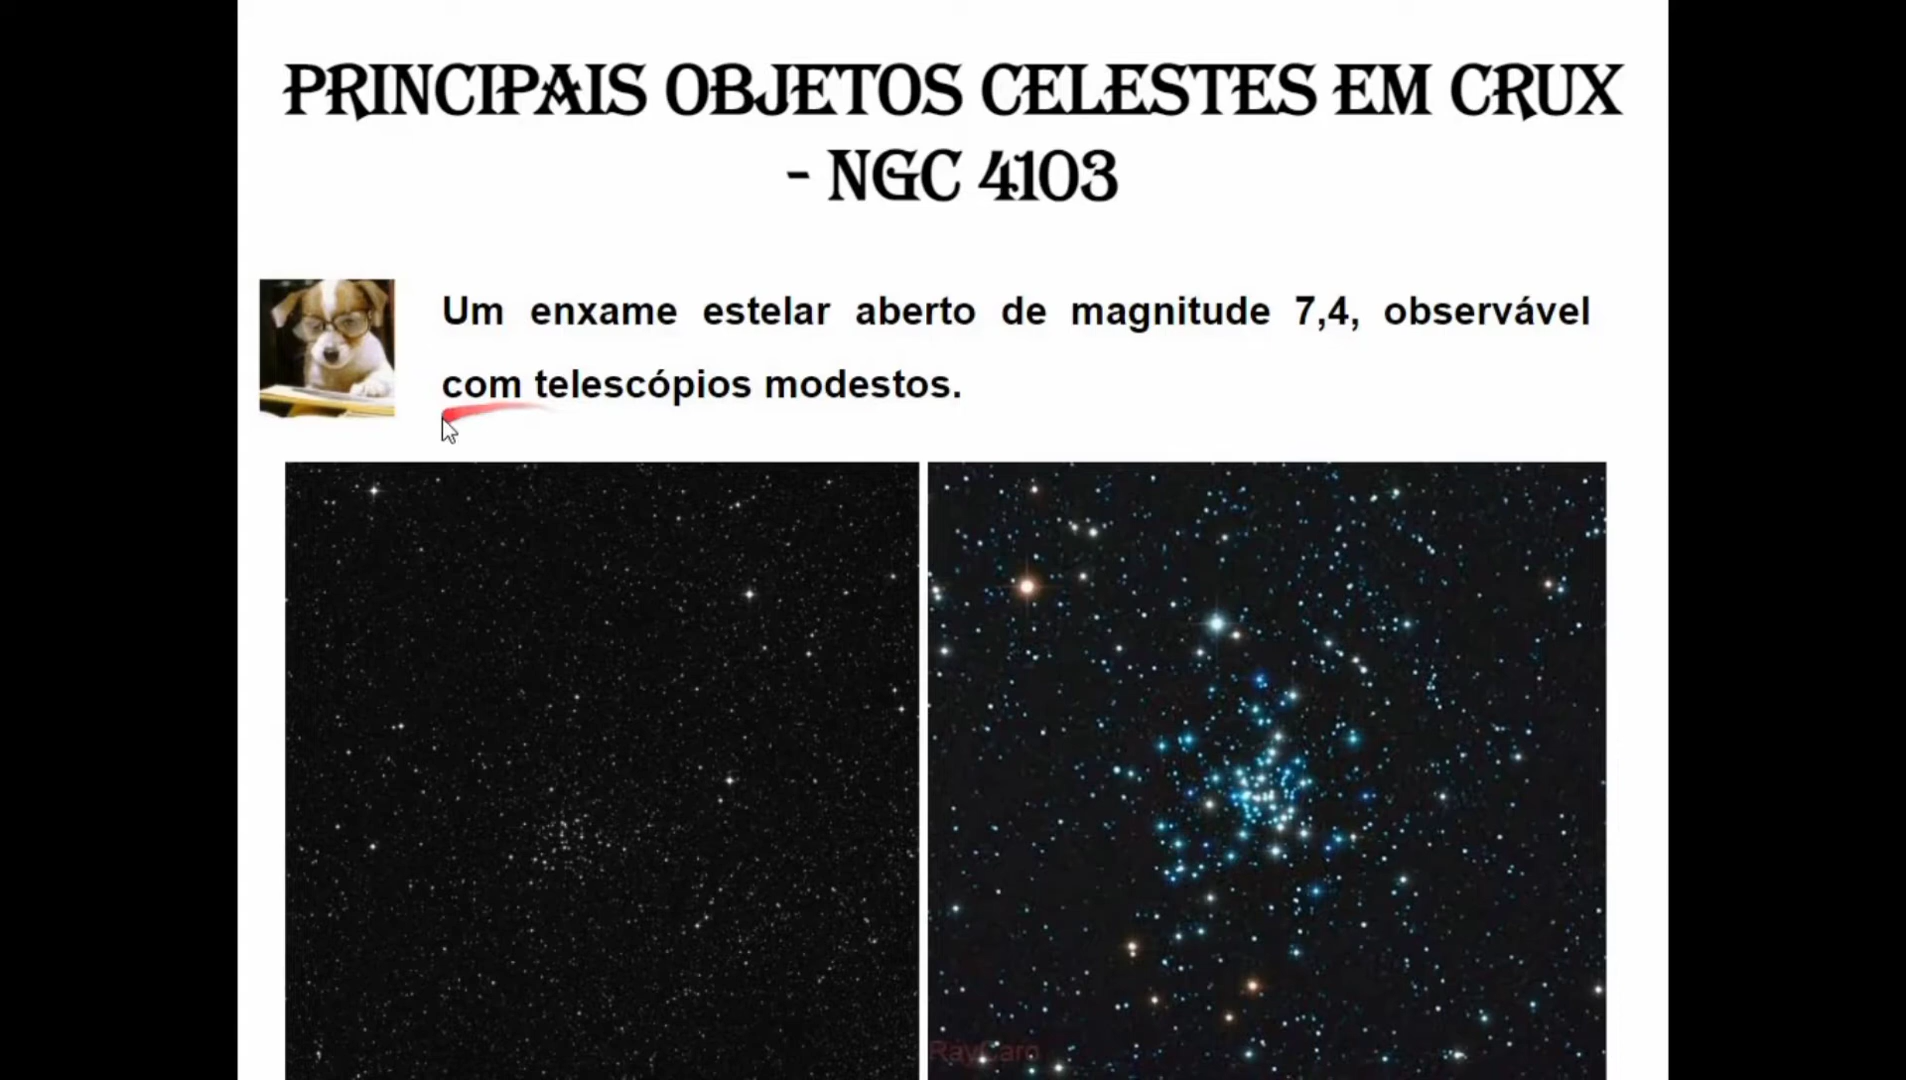 PRINCIPAIS OBJETOS CELESTES EM CRUX
- NGC 4103
Um enxame estelar aberto de magnitude 7,4, observável
com telescópios modestos.
RayCaro